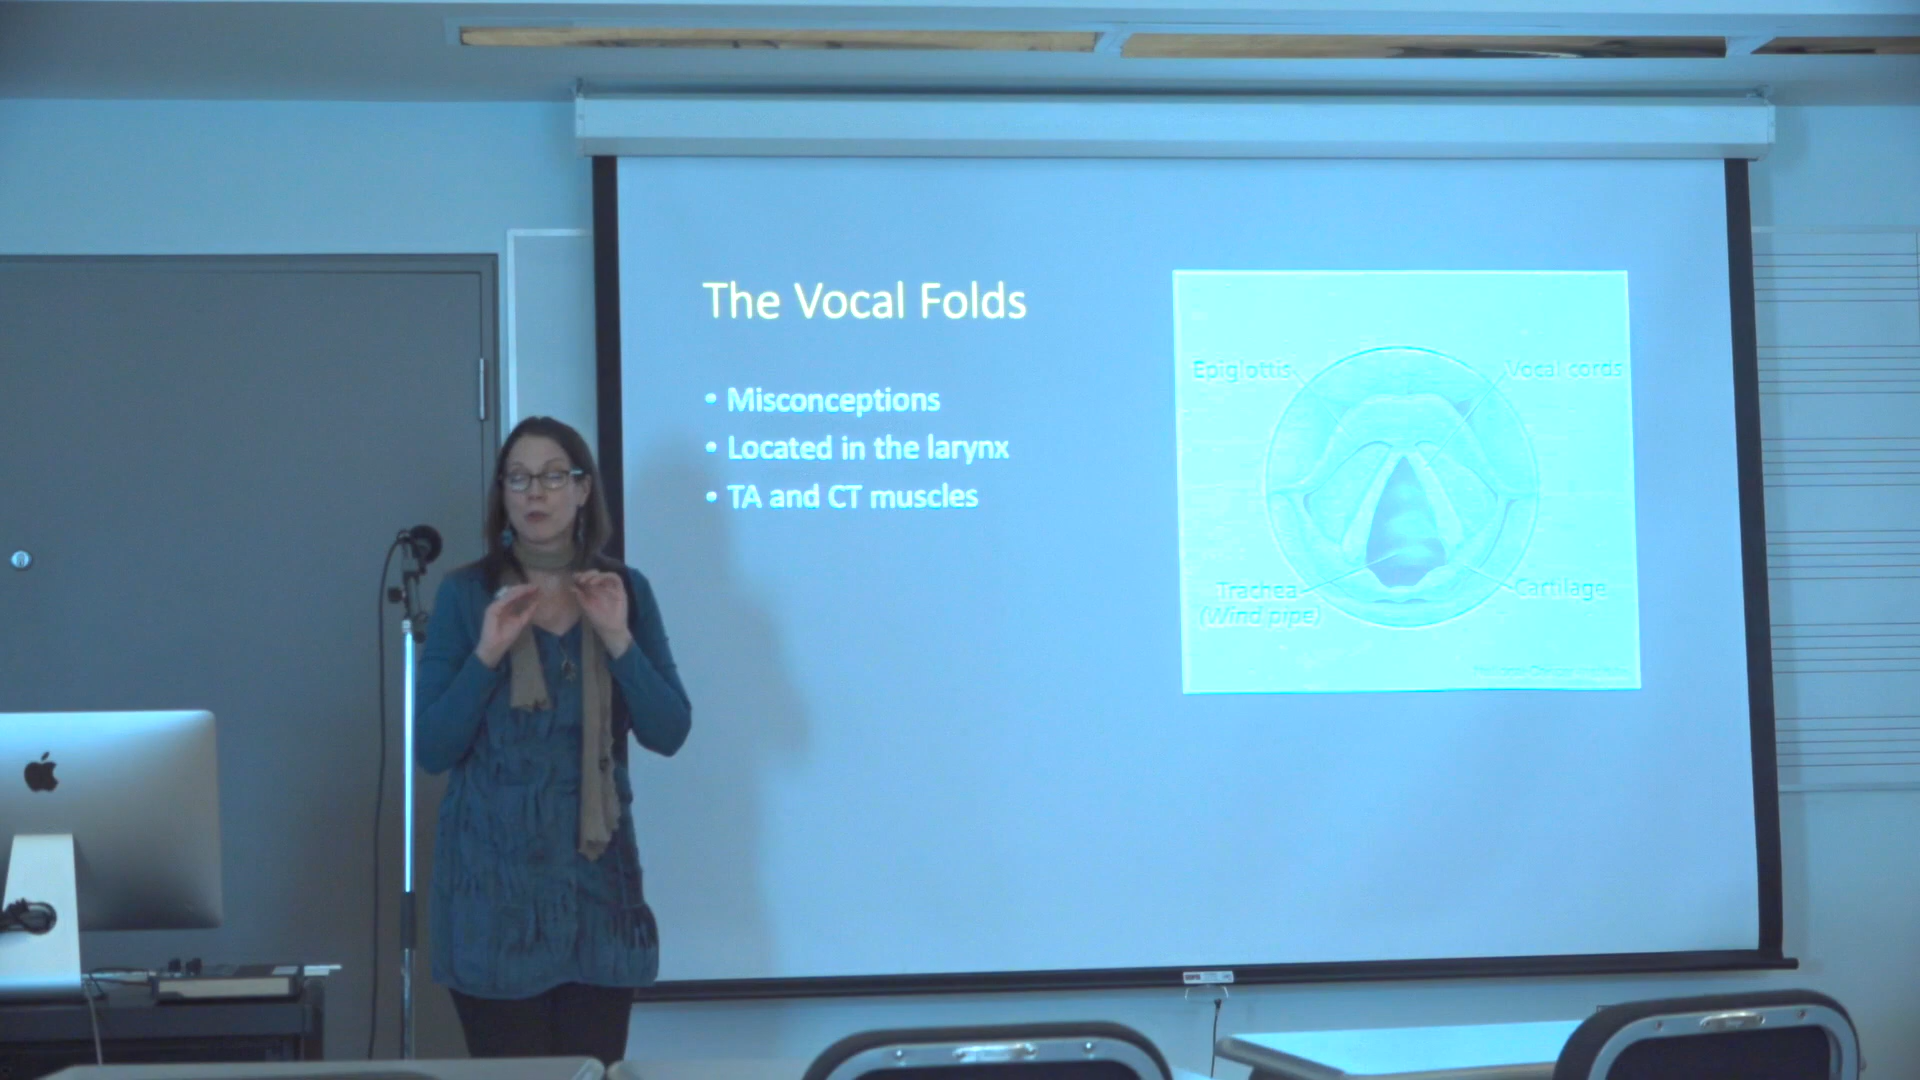 The Vocal Folds
• Misconceptions
• Located in the larynx
• TA and CT muscles
Epiglottis
Vocal cords
Trachea
(Wind pipe)
Cartilage